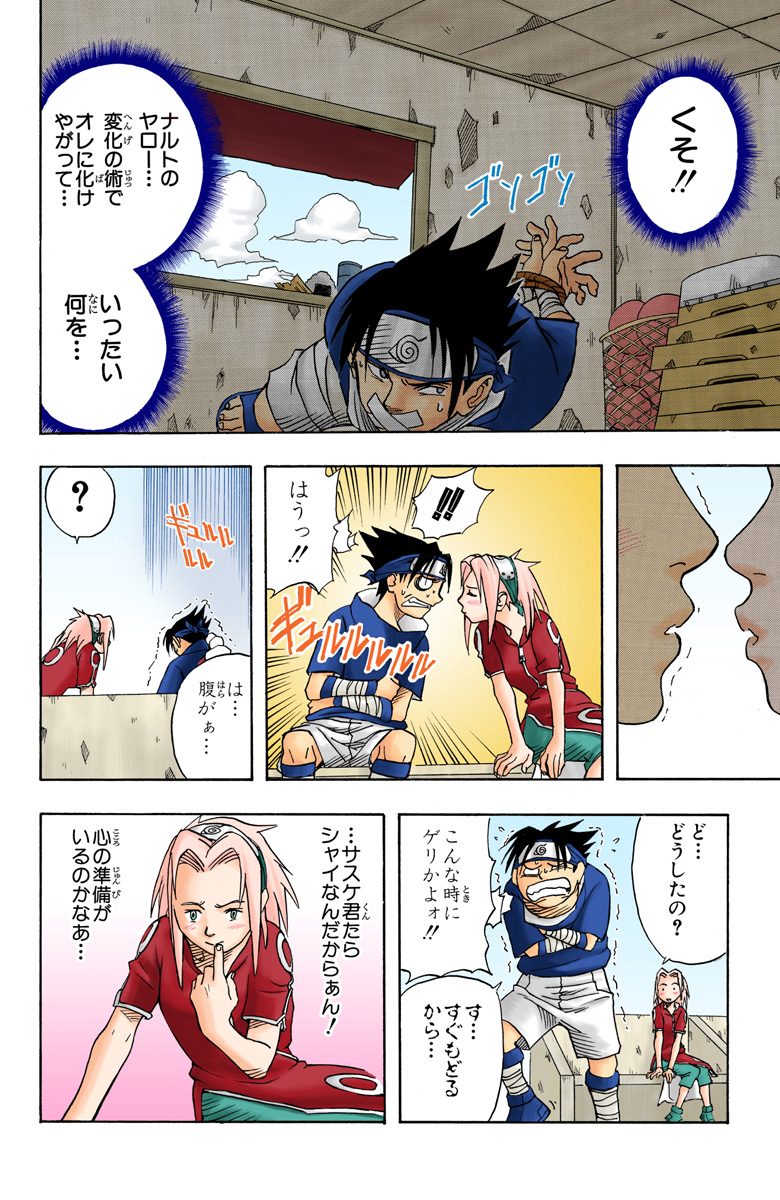 くそ!!
ゴソゴソ
ナルトの
ヤロー…
変化の術で
オレに化け
やがって…
いったい
何を…
!!
はうっ!!
ギュルルルルル
?
ギュルル
ルル
は…
腹がぁ…
ど…
どうしたの?
こんな時に
ゲリかよォ!!
す…
すぐもどる
から…
…サスケ君たら
シャイなんだからぁん!
心の準備が
いるのかなあ…